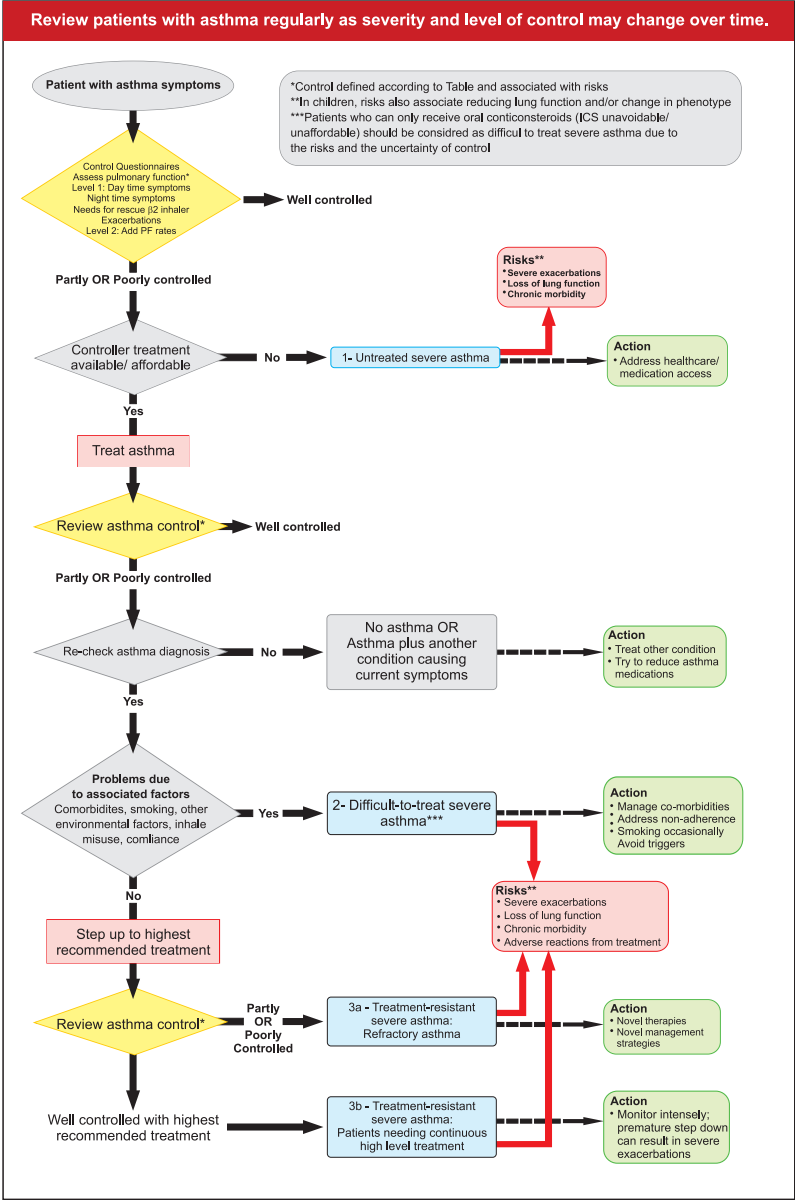 Review patients with asthma regularly as severity and level of control may change over time.
Patient with asthma symptoms
*Control defined according to Table and associated with risks
**In children, risks also associate reducing lung function and/or change in phenotype
***Patients who can only receive oral conticonsteroids (ICS unavoidable/
unaffordable) should be considred as difficul to treat severe asthma due to
the risks and the uncertainty of control
Control Questionnaires
Assess pulmonary function*
Level 1: Day time symptoms
Night time symptoms
Needs for rescue β2 inhaler
Exacerbations
Level 2: Add PF rates
Well controlled
Partly OR Poorly controlled
Risks**
• Severe exacerbations
• Loss of lung function
• Chronic morbidity
Controller treatment
available/ affordable
No
1- Untreated severe asthma
Action
• Address healthcare/
medication access
Yes
Treat asthma
Review asthma control*
Well controlled
Partly OR Poorly controlled
Re-check asthma diagnosis
No
No asthma OR
Asthma plus another
condition causing
current symptoms
Action
• Treat other condition
• Try to reduce asthma
medications
Yes
Problems due
to associated factors
Comorbidites, smoking, other
environmental factors, inhale
misuse, comliance
Yes
2- Difficult-to-treat severe
asthma***
Action
• Manage co-morbidities
• Address non-adherence
• Smoking occasionally
Avoid triggers
No
Risks**
• Severe exacerbations
• Loss of lung function
• Chronic morbidity
• Adverse reactions from treatment
Step up to highest
recommended treatment
Review asthma control*
Partly
OR
Poorly
Controlled
3a - Treatment-resistant
severe asthma:
Refractory asthma
Action
• Novel therapies
• Novel management
strategies
Well controlled with highest
recommended treatment
3b - Treatment-resistant
severe asthma:
Patients needing continuous
high level treatment
Action
• Monitor intensely;
premature step down
can result in severe
exacerbations